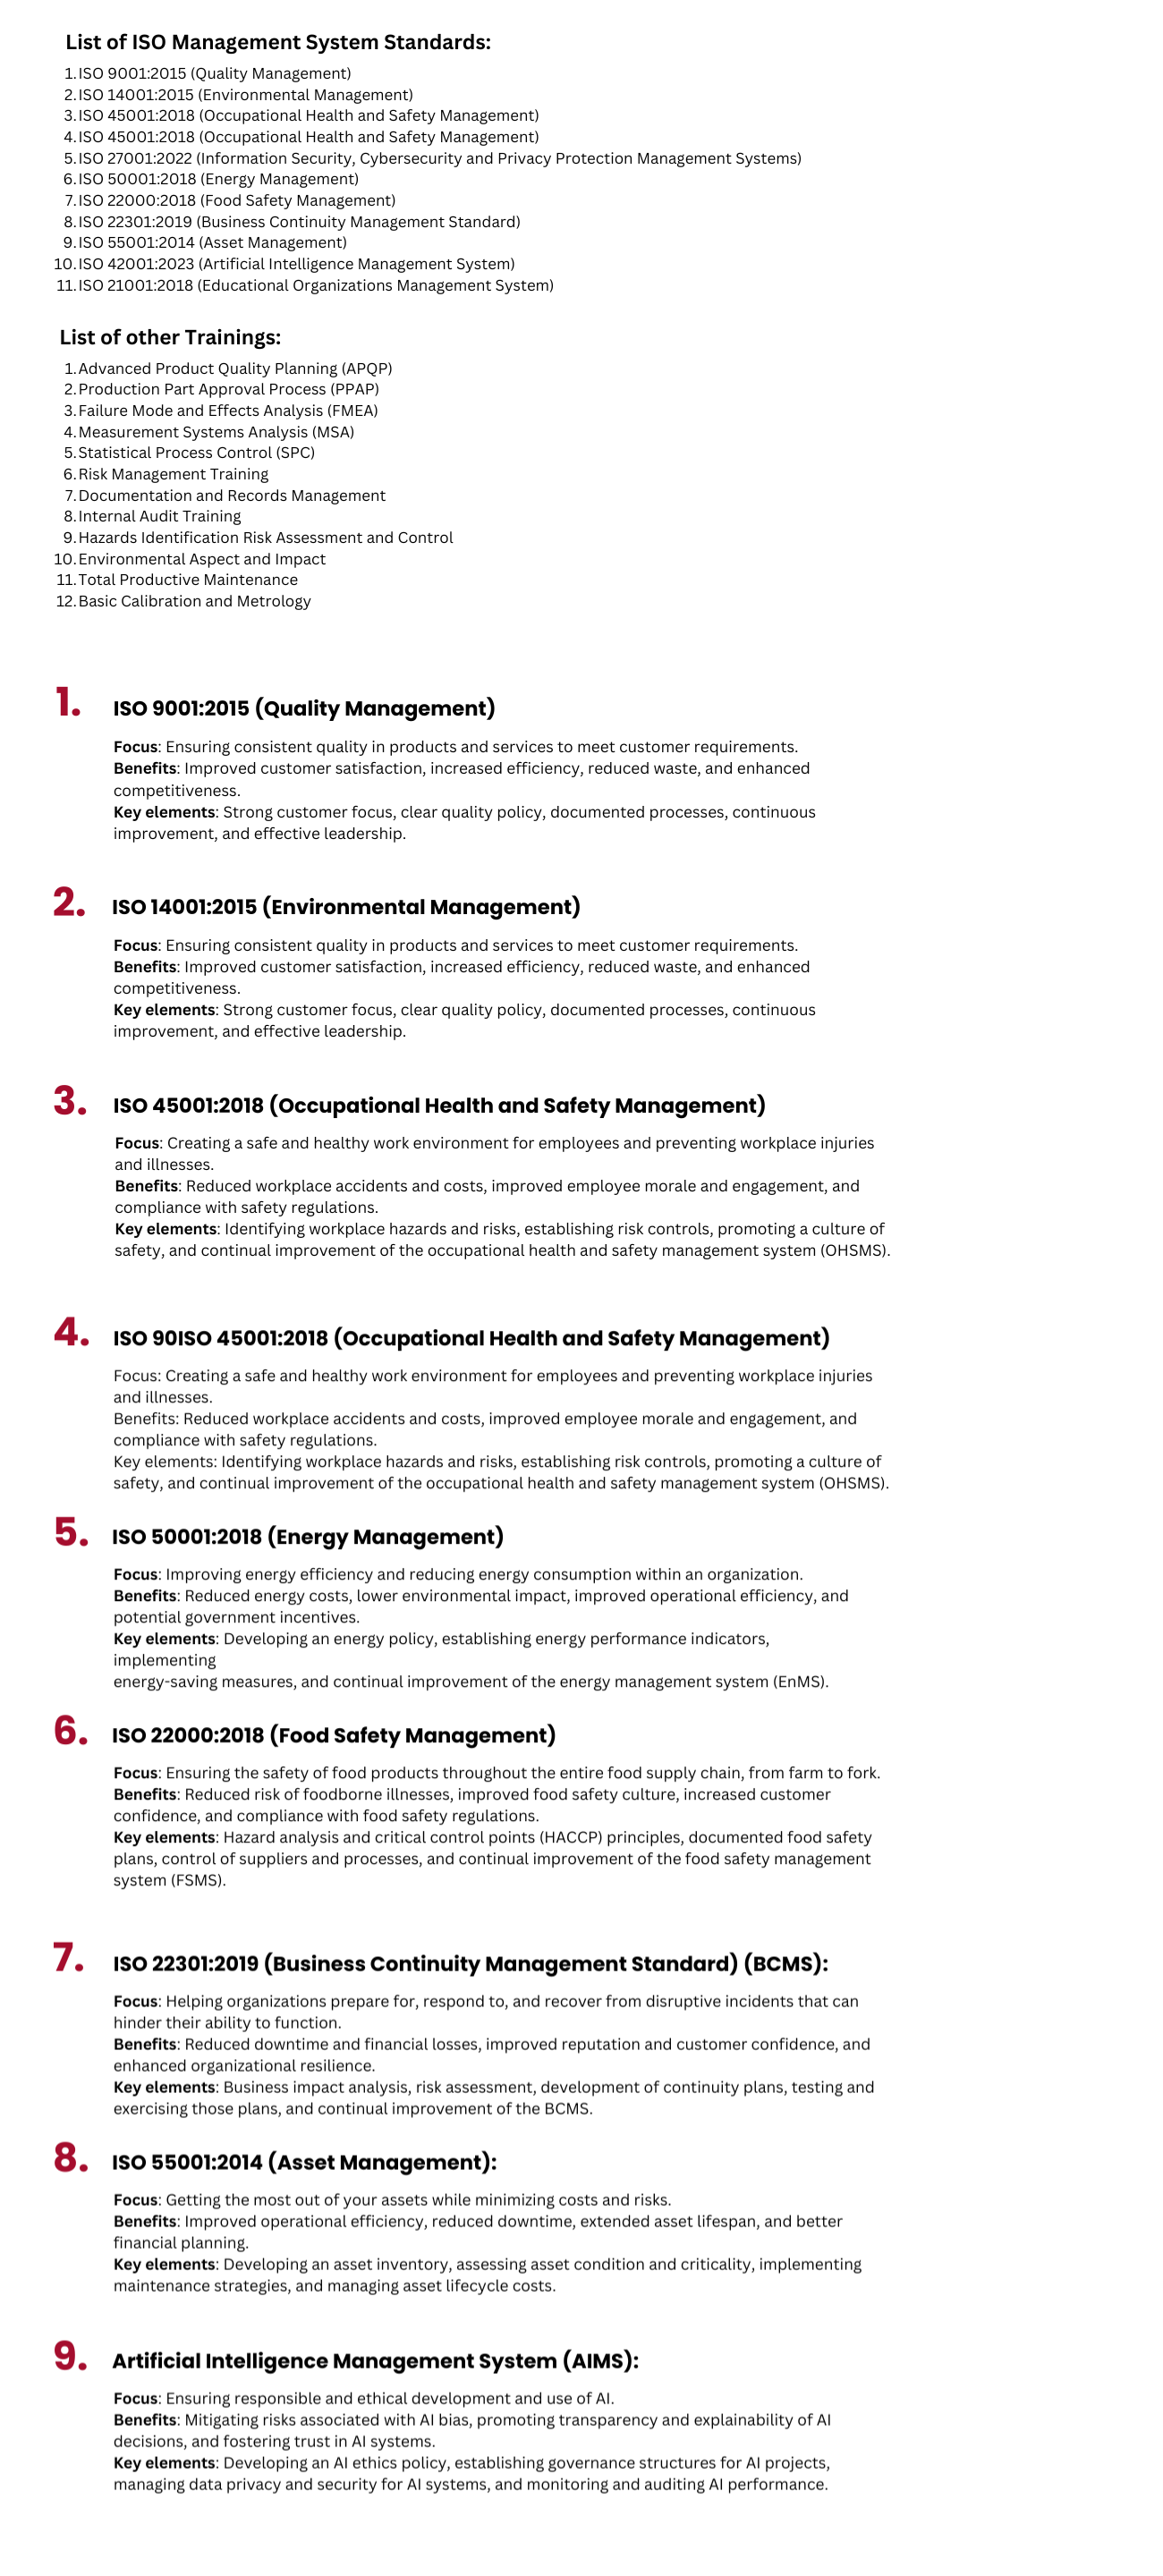 List of ISO Management System Standards:
1. ISO 9001:2015 (Quality Management)
2. ISO 14001:2015 (Environmental Management)
3. ISO 45001:2018 (Occupational Health and Safety Management)
4. ISO 45001:2018 (Occupational Health and Safety Management)
5. ISO 27001:2022 (Information Security, Cybersecurity and Privacy Protection Management Systems)
6. ISO 50001:2018 (Energy Management)
7. ISO 22000:2018 (Food Safety Management)
8. ISO 22301:2019 (Business Continuity Management Standard)
9. ISO 55001:2014 (Asset Management)
10. ISO 42001:2023 (Artificial Intelligence Management System)
11. ISO 21001:2018 (Educational Organizations Management System)
List of other Trainings:
1. Advanced Product Quality Planning (APQP)
2. Production Part Approval Process (PPAP)
3. Failure Mode and Effects Analysis (FMEA)
4. Measurement Systems Analysis (MSA)
5. Statistical Process Control (SPC)
6. Risk Management Training
7. Documentation and Records Management
8. Internal Audit Training
9. Hazards Identification Risk Assessment and Control
10. Environmental Aspect and Impact
11. Total Productive Maintenance
12. Basic Calibration and Metrology
1. ISO 9001:2015 (Quality Management)
Focus: Ensuring consistent quality in products and services to meet customer requirements.
Benefits: Improved customer satisfaction, increased efficiency, reduced waste, and enhanced
competitiveness.
Key elements: Strong customer focus, clear quality policy, documented processes, continuous
improvement, and effective leadership.
2. ISO 14001:2015 (Environmental Management)
Focus: Ensuring consistent quality in products and services to meet customer requirements.
Benefits: Improved customer satisfaction, increased efficiency, reduced waste, and enhanced
competitiveness.
Key elements: Strong customer focus, clear quality policy, documented processes, continuous
improvement, and effective leadership.
3. ISO 45001:2018 (Occupational Health and Safety Management)
Focus: Creating a safe and healthy work environment for employees and preventing workplace injuries
and illnesses.
Benefits: Reduced workplace accidents and costs, improved employee morale and engagement, and
compliance with safety regulations.
Key elements: Identifying workplace hazards and risks, establishing risk controls, promoting a culture of
safety, and continual improvement of the occupational health and safety management system (OHSMS).
4. ISO 90ISO 45001:2018 (Occupational Health and Safety Management)
Focus: Creating a safe and healthy work environment for employees and preventing workplace injuries
and illnesses.
Benefits: Reduced workplace accidents and costs, improved employee morale and engagement, and
compliance with safety regulations.
Key elements: Identifying workplace hazards and risks, establishing risk controls, promoting a culture of
safety, and continual improvement of the occupational health and safety management system (OHSMS).
5. ISO 50001:2018 (Energy Management)
Focus: Improving energy efficiency and reducing energy consumption within an organization.
Benefits: Reduced energy costs, lower environmental impact, improved operational efficiency, and
potential government incentives.
Key elements: Developing an energy policy, establishing energy performance indicators,
implementing
energy-saving measures, and continual improvement of the energy management system (EnMS).
6. ISO 22000:2018 (Food Safety Management)
Focus: Ensuring the safety of food products throughout the entire food supply chain, from farm to fork.
Benefits: Reduced risk of foodborne illnesses, improved food safety culture, increased customer
confidence, and compliance with food safety regulations.
Key elements: Hazard analysis and critical control points (HACCP) principles, documented food safety
plans, control of suppliers and processes, and continual improvement of the food safety management
system (FSMS).
7. ISO 22301:2019 (Business Continuity Management Standard) (BCMS):
Focus: Helping organizations prepare for, respond to, and recover from disruptive incidents that can
hinder their ability to function.
Benefits: Reduced downtime and financial losses, improved reputation and customer confidence, and
enhanced organizational resilience.
Key elements: Business impact analysis, risk assessment, development of continuity plans, testing and
exercising those plans, and continual improvement of the BCMS.
8. ISO 55001:2014 (Asset Management):
Focus: Getting the most out of your assets while minimizing costs and risks.
Benefits: Improved operational efficiency, reduced downtime, extended asset lifespan, and better
financial planning.
Key elements: Developing an asset inventory, assessing asset condition and criticality, implementing
maintenance strategies, and managing asset lifecycle costs.
9. Artificial Intelligence Management System (AIMS):
Focus: Ensuring responsible and ethical development and use of AI.
Benefits: Mitigating risks associated with AI bias, promoting transparency and explainability of AI
decisions, and fostering trust in AI systems.
Key elements: Developing an AI ethics policy, establishing governance structures for AI projects,
managing data privacy and security for AI systems, and monitoring and auditing AI performance.